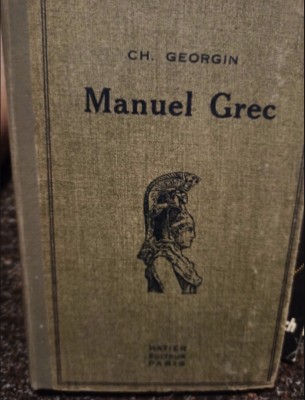 CH. GEORGIN
Manuel Grec
HATIER
ÉDITEUR
PARIS